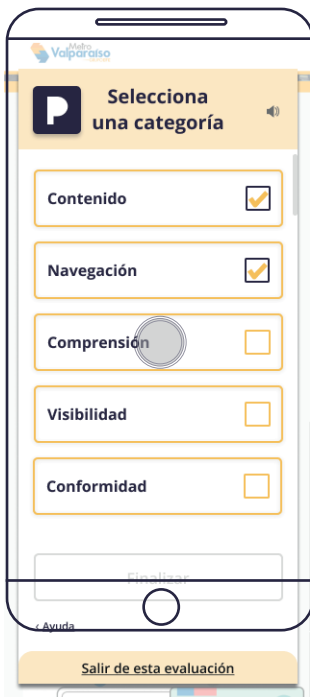 Metro
Valparaíso
P
Selecciona
una categoría
Contenido
Navegación
Comprensión
Visibilidad
Conformidad
Finalizar
‹ Ayuda
Salir de esta evaluación